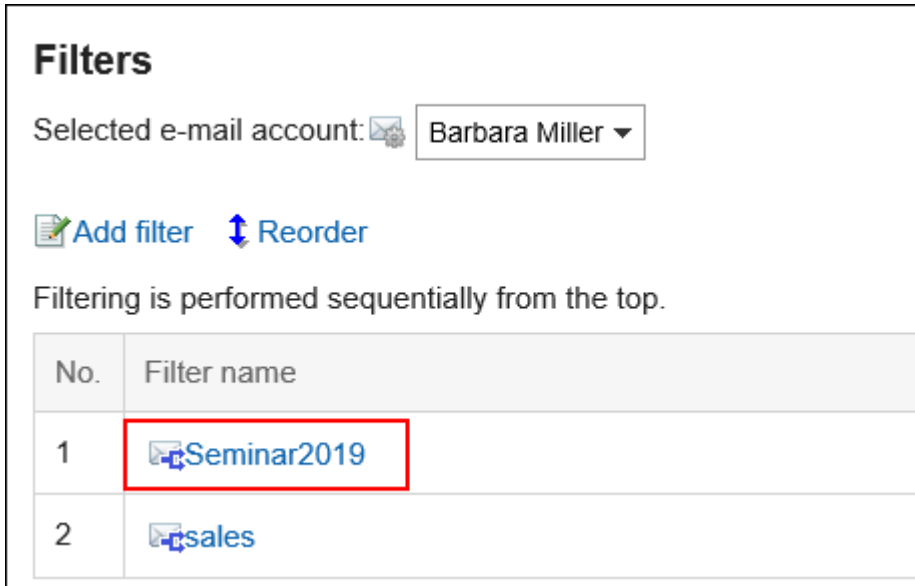 Filters
Selected e-mail account: Barbara Miller
Add filter Reorder
Filtering is performed sequentially from the top.
No. Filter name
1 Seminar2019
2 sales